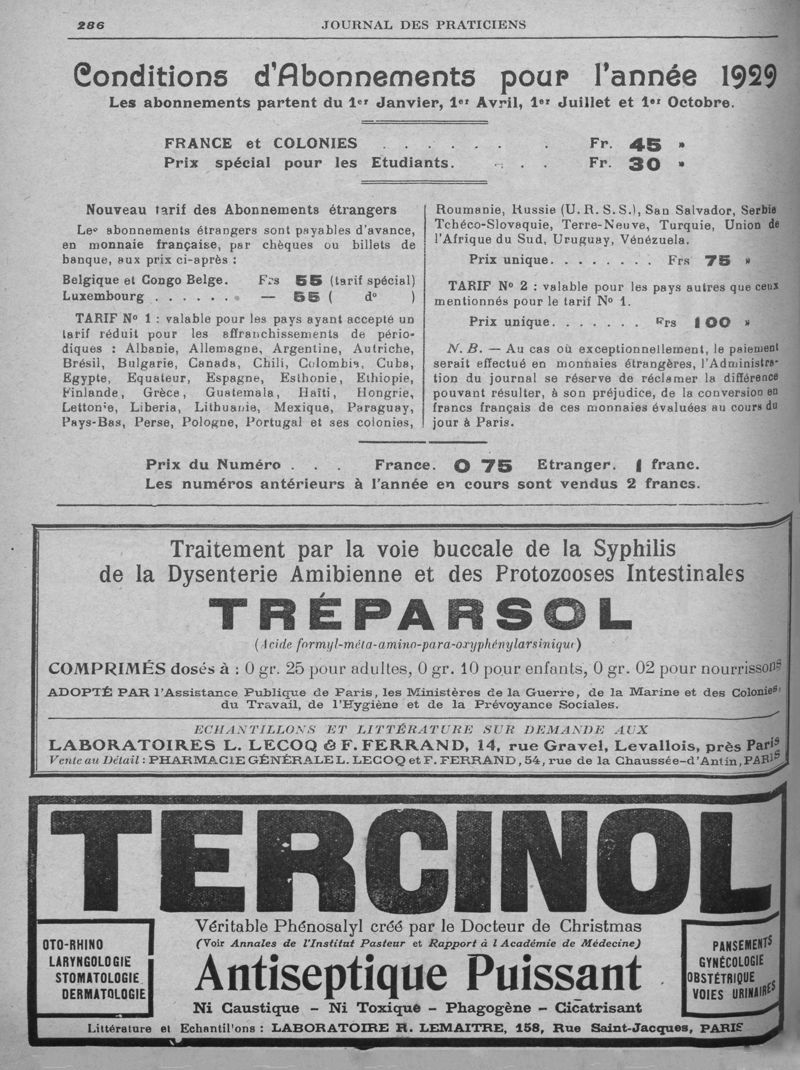 286
JOURNAL DES PRATICIENS
Conditions d'Abonnements pour l'année 1929
Les abonnements partent du 1er Janvier, 1er Avril, 1er Juillet et 1er Octobre.
FRANCE et COLONIES . . . . . . . Fr. 45 »
Prix spécial pour les Etudiants. . . . Fr. 30 »
Nouveau tarif des Abonnements étrangers
Les abonnements étrangers sont payables d'avance,
en monnaie française, par chèques ou billets de
banque, aux prix ci-après :
Belgique et Congo Belge. Frs 55 (tarif spécial)
Luxembourg . . . . . . . — 55 ( do )
TARIF No 1 : valable pour les pays ayant accepté un
tarif réduit pour les affranchissements de pério-
diques : Albanie, Allemagne, Argentine, Autriche,
Brésil, Bulgarie, Canada, Chili, Colombie, Cuba,
Egypte, Equateur, Espagne, Esthonie, Ethiopie,
Finlande, Grèce, Guatemala, Haïti, Hongrie,
Lettonie, Liberia, Lithuanie, Mexique, Paraguay,
Pays-Bas, Perse, Pologne, Portugal et ses colonies,
Roumanie, Russie (U. R. S. S.), San Salvador, Serbie
Tchéco-Slovaquie, Terre-Neuve, Turquie, Union de
l'Afrique du Sud, Uruguay, Vénézuela.
Prix unique. . . . . . . . Frs 75 »
TARIF No 2 : valable pour les pays autres que ceux
mentionnés pour le tarif No 1.
Prix unique. . . . . . . Frs 100 »
N. B. — Au cas où exceptionnellement, le paiement
serait effectué en monnaies étrangères, l'Administra-
tion du journal se réserve de réclamer la différence
pouvant résulter, à son préjudice, de la conversion en
francs français de ces monnaies évaluées au cours du
jour à Paris.
Prix du Numéro . . . France. 0 75 Etranger. 1 franc.
Les numéros antérieurs à l'année en cours sont vendus 2 francs.
Traitement par la voie buccale de la Syphilis
de la Dysenterie Amibienne et des Protozooses Intestinales
TRÉPARSOL
(Acide formyl-méta-amino-para-oxyphénylarsinique)
COMPRIMÉS dosés à : 0 gr. 25 pour adultes, 0 gr. 10 pour enfants, 0 gr. 02 pour nourrissons
ADOPTÉ PAR l'Assistance Publique de Paris, les Ministères de la Guerre, de la Marine et des Colonies,
du Travail, de l'Hygiène et de la Prévoyance Sociales.
ECHANTILLONS ET LITTÉRATURE SUR DEMANDE AUX
LABORATOIRES L. LECOQ & F. FERRAND, 14, rue Gravel, Levallois, près Paris
Vente au Détail : PHARMACIE GÉNÉRALE L. LECOQ et F. FERRAND, 54, rue de la Chaussée-d'Antin, PARIS
TERCINOL
Véritable Phénosalyl créé par le Docteur de Christmas
(Voir Annales de l'Institut Pasteur et Rapport à l Académie de Médecine)
OTO-RHINO
LARYNGOLOGIE
STOMATOLOGIE
DERMATOLOGIE
Antiseptique Puissant
Ni Caustique – Ni Toxique – Phagogène – Cicatrisant
PANSEMENTS
GYNÉCOLOGIE
OBSTÉTRIQUE
VOIES URINAIRES
Littérature et Echantil'ons : LABORATOIRE R. LEMAITRE, 158, Rue Saint-Jacques, PARIS